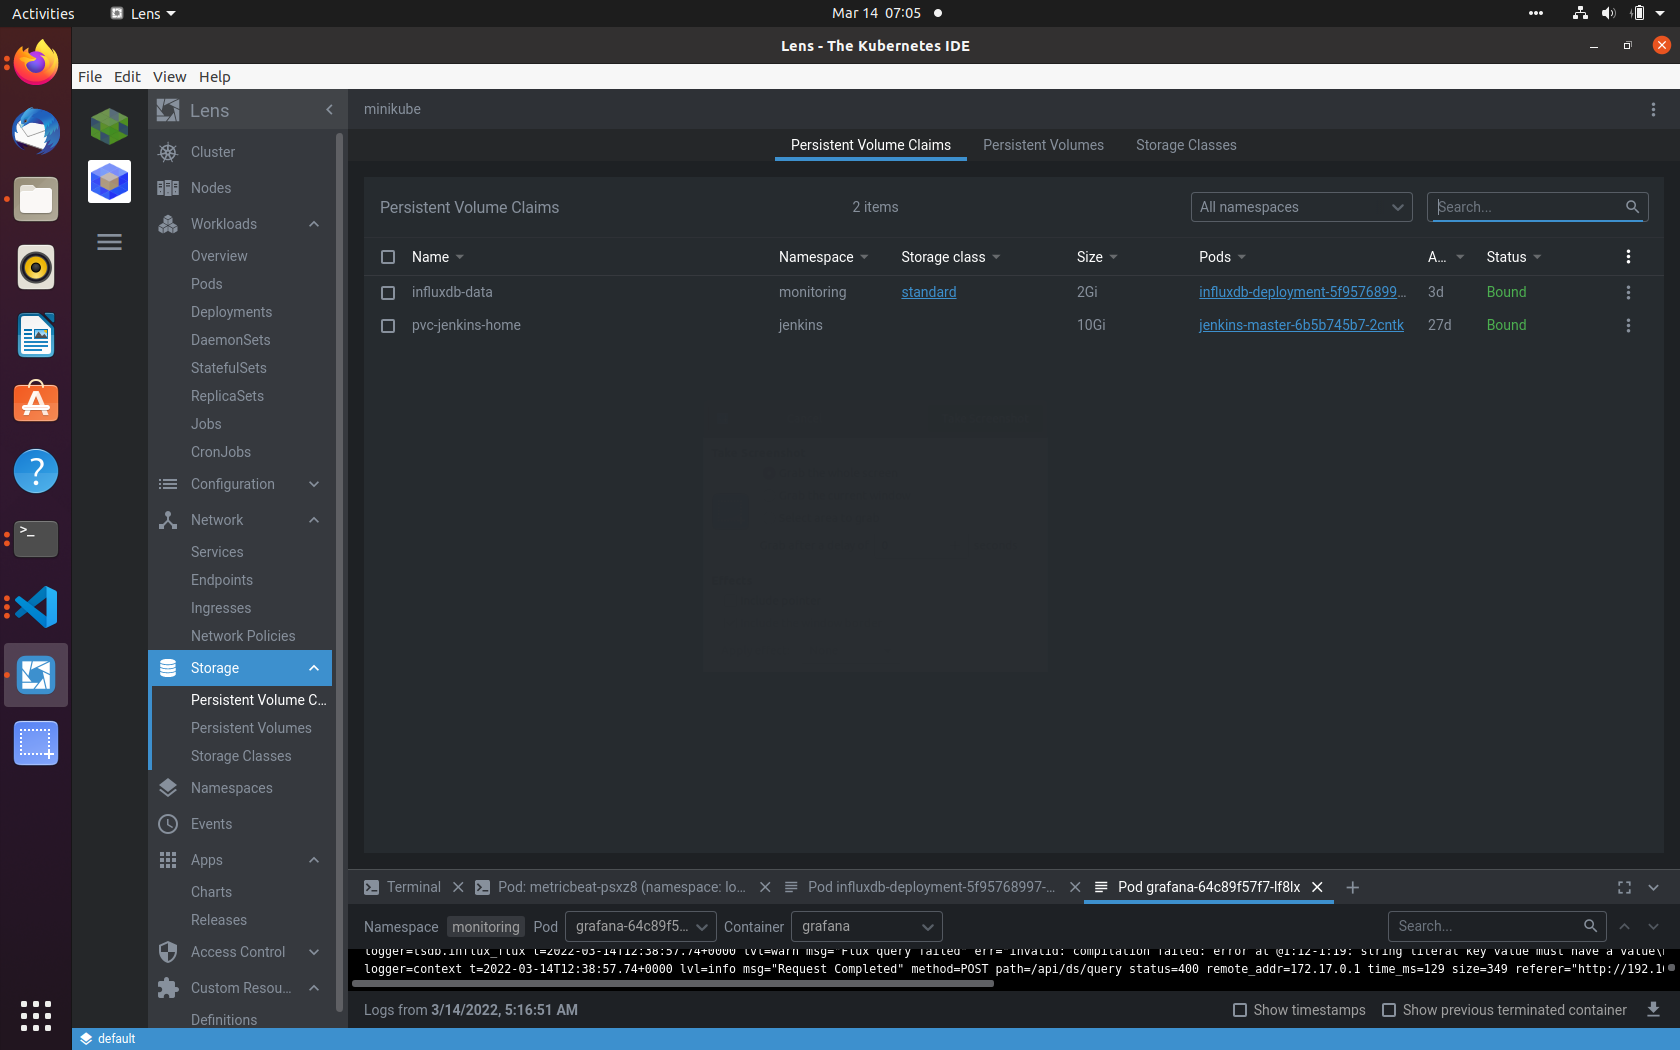 Activities Lens Mar 14 07:05
Lens - The Kubernetes IDE
File Edit View Help
Lens
minikube
Cluster
Nodes
Workloads
Overview
Pods
Deployments
DaemonSets
StatefulSets
ReplicaSets
Jobs
CronJobs
Configuration
Network
Services
Endpoints
Ingresses
Network Policies
Storage
Persistent Volume C...
Persistent Volumes
Storage Classes
Namespaces
Events
Apps
Charts
Releases
Access Control
Custom Resou...
Definitions
Persistent Volume Claims Persistent Volumes Storage Classes
Persistent Volume Claims 2 items All namespaces Search...
Name Namespace Storage class Size Pods A... Status
influxdb-data monitoring standard 2Gi influxdb-deployment-5f9576899... 3d Bound
pvc-jenkins-home jenkins 10Gi jenkins-master-6b5b745b7-2cntk 27d Bound
Terminal Pod: metricbeat-psxz8 (namespace: lo... Pod influxdb-deployment-5f95768997-... Pod grafana-64c89f57f7-lf8lx
Namespace monitoring Pod grafana-64c89f5... Container grafana Search...
logger=tsdb.influx_flux t=2022-03-14T12:38:57.74+0000 lvl=warn msg="Flux query failed" err="invalid: compilation failed: error at @1:12-1:19: string literal key value must have a value\
logger=context t=2022-03-14T12:38:57.74+0000 lvl=info msg="Request Completed" method=POST path=/api/ds/query status=400 remote_addr=172.17.0.1 time_ms=129 size=349 referer="http://192.1
Logs from 3/14/2022, 5:16:51 AM Show timestamps Show previous terminated container
default